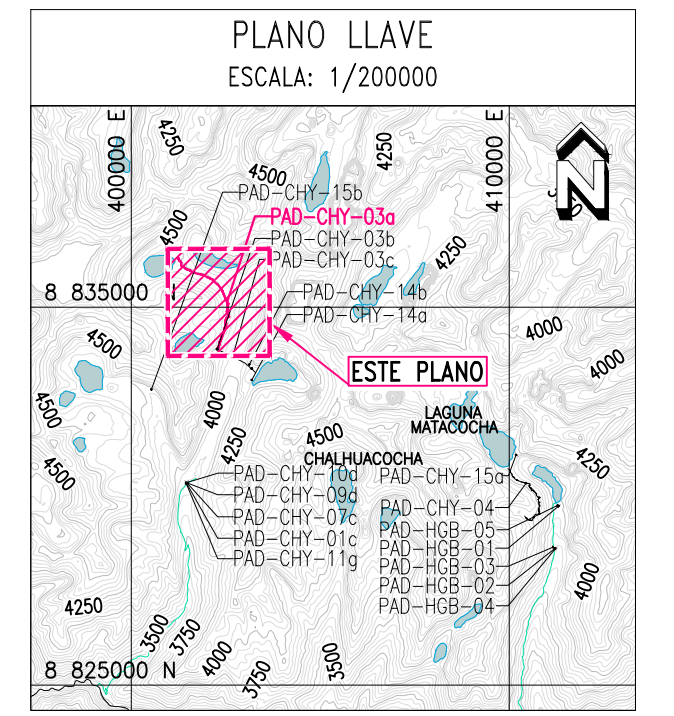 PLANO LLAVE
ESCALA: 1/200000
400000 E
4250
4500
4250
410000 E
N
PAD-CHY-15b
4500
PAD-CHY-03a
PAD-CHY-03b
4250
PAD-CHY-03c
8 835000 N
PAD-CHY-14b
PAD-CHY-14a
4000
4500
4000
ESTE PLANO
4500
4000
LAGUNA
MATACOCHA
4250
4500
4500
CHALHUACOCHA
4250
PAD-CHY-10d
PAD-CHY-15a
PAD-CHY-09d
PAD-CHY-04
PAD-CHY-07c
PAD-HGB-05
PAD-CHY-01c
PAD-HGB-01
PAD-CHY-11g
PAD-HGB-03
PAD-HGB-02
4000
4250
PAD-HGB-04
3500
3750
4000
3750
3500
8 825000 N